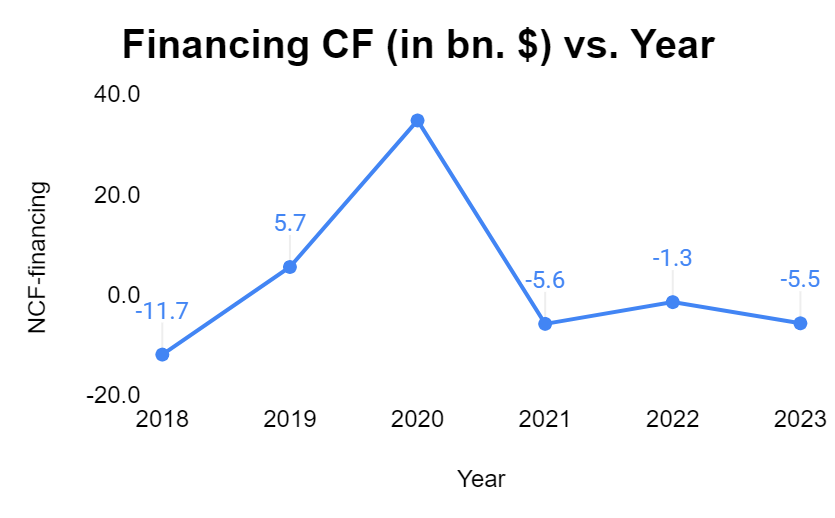 Financing CF (in bn. $) vs. Year
40.0
20.0
0.0
-20.0
NCF-financing
-11.7
5.7
-5.6
-1.3
-5.5
2018 2019 2020 2021 2022 2023
Year